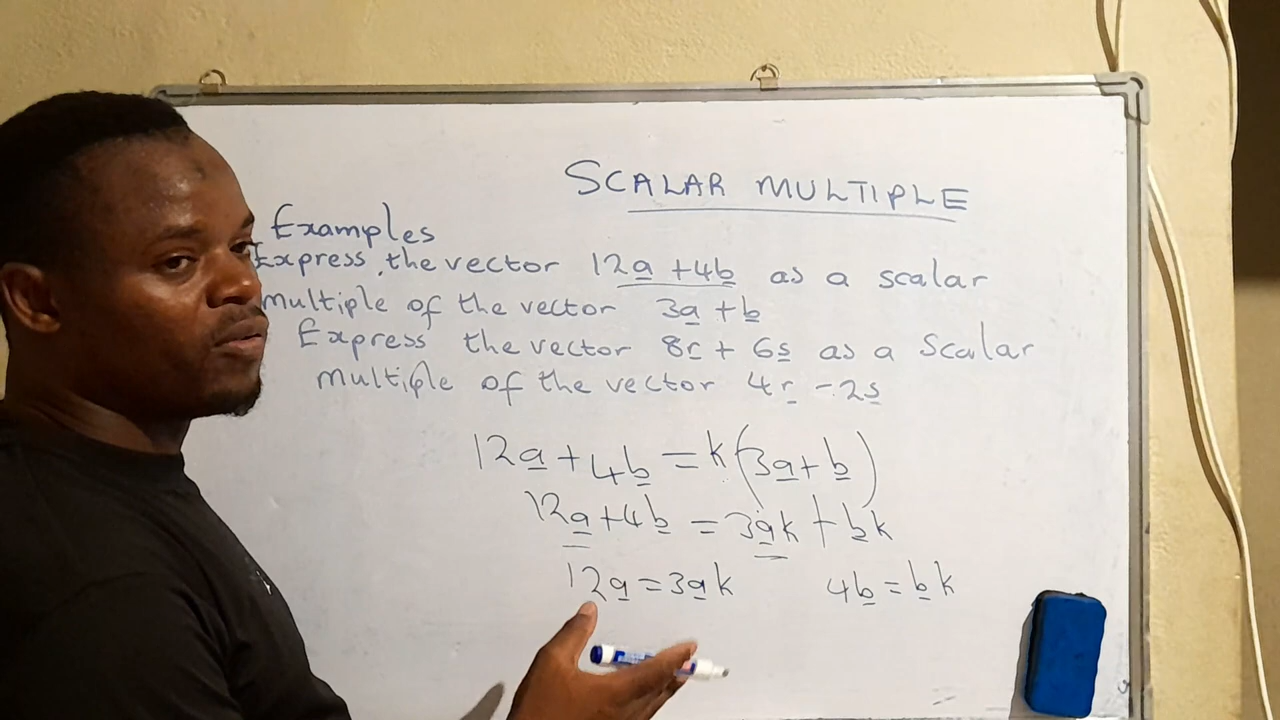 SCALAR MULTIPLE
Examples
Express the vector 12a + 4b as a scalar
multiple of the vector 3a + b
Express the vector 8r + 6s as a Scalar
multiple of the vector 4r - 2s
12a + 4b = k(3a + b)
12a + 4b = 3ak + bk
12a = 3ak 4b = bk